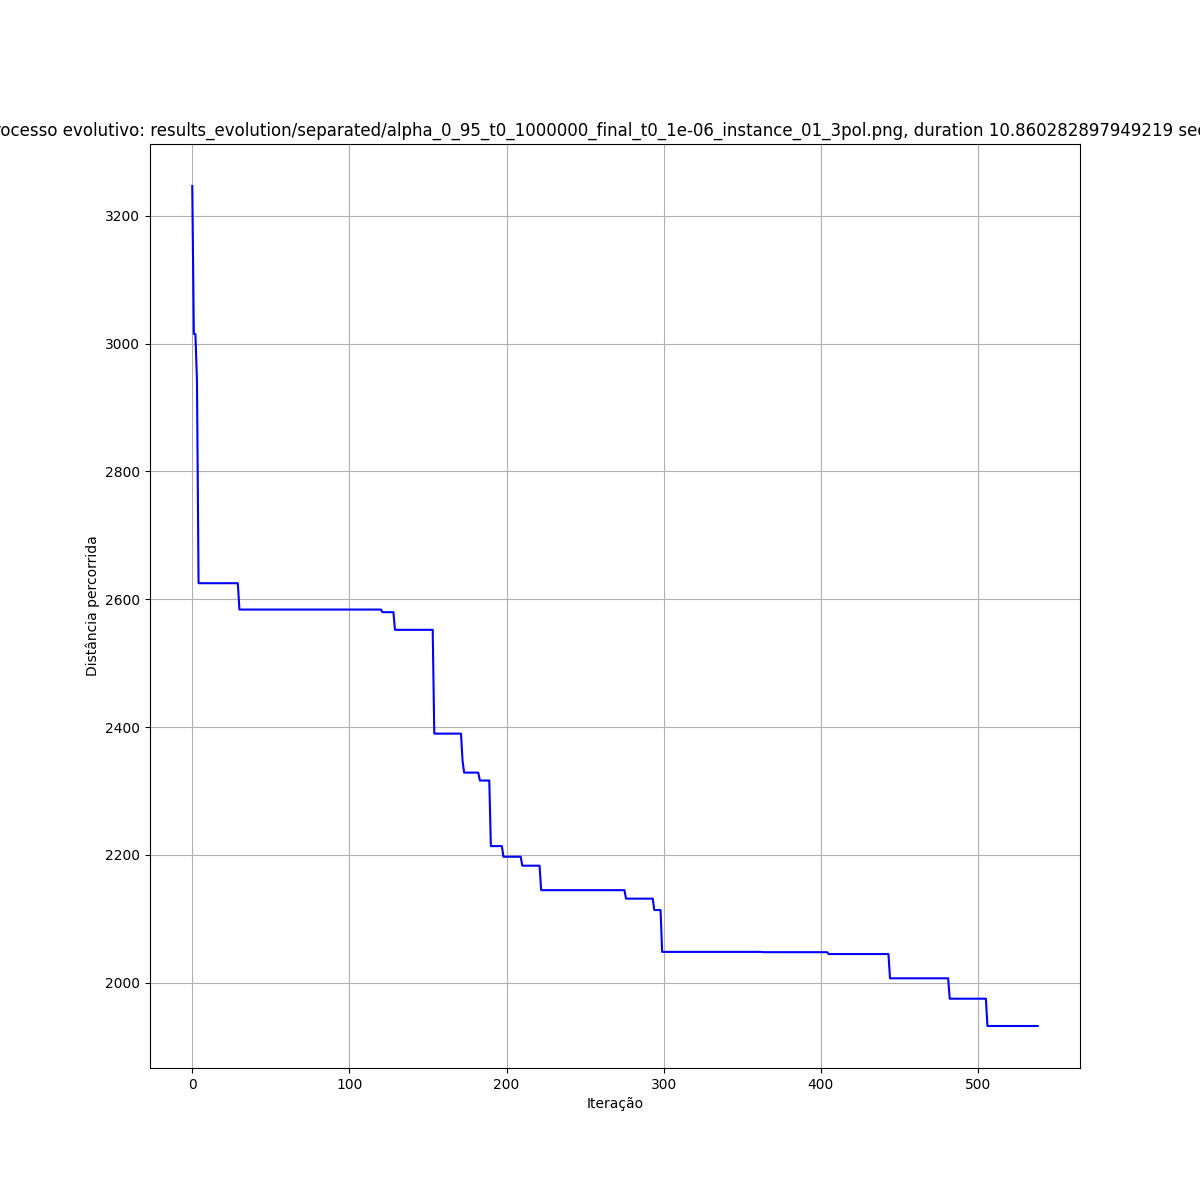 ocesso evolutivo: results_evolution/separated/alpha_0_95_t0_1000000_final_t0_1e-06_instance_01_3pol.png, duration 10.860282897949219 sec
3200
3000
2800
2600
2400
2200
2000
Distância percorrida
0 100 200 300 400 500
Iteração